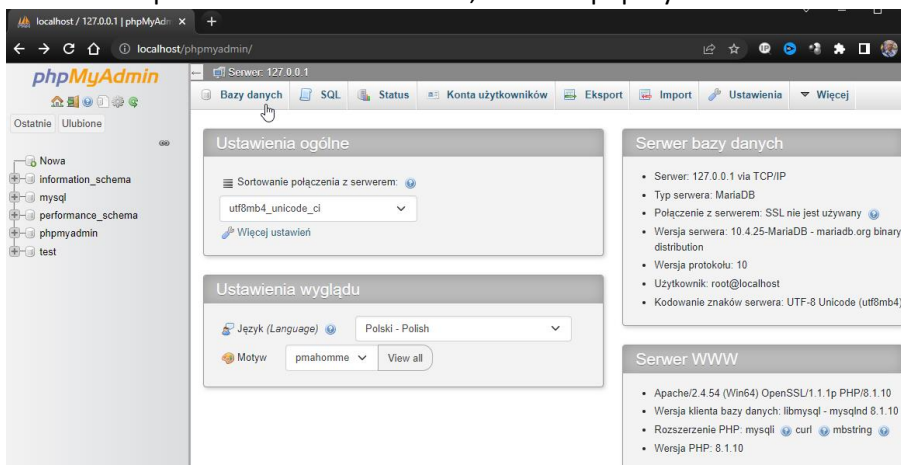 localhost / 127.0.0.1 | phpMyAdm
localhost/phpmyadmin/
phpMyAdmin
Ostatnie Ulubione
Nowa
information_schema
mysql
performance_schema
phpmyadmin
test
Serwer: 127.0.0.1
Bazy danych SQL Status Konta użytkowników Eksport Import Ustawienia Więcej
Ustawienia ogólne
Sortowanie połączenia z serwerem:
utf8mb4_unicode_ci
Więcej ustawień
Ustawienia wyglądu
Język (Language) Polski - Polish
Motyw pmahomme View all
Serwer bazy danych
Serwer: 127.0.0.1 via TCP/IP
Typ serwera: MariaDB
Połączenie z serwerem: SSL nie jest używany
Wersja serwera: 10.4.25-MariaDB - mariadb.org binary
distribution
Wersja protokołu: 10
Użytkownik: root@localhost
Kodowanie znaków serwera: UTF-8 Unicode (utf8mb4)
Serwer WWW
Apache/2.4.54 (Win64) OpenSSL/1.1.1p PHP/8.1.10
Wersja klienta bazy danych: libmysql - mysqlnd 8.1.10
Rozszerzenie PHP: mysqli curl mbstring
Wersja PHP: 8.1.10